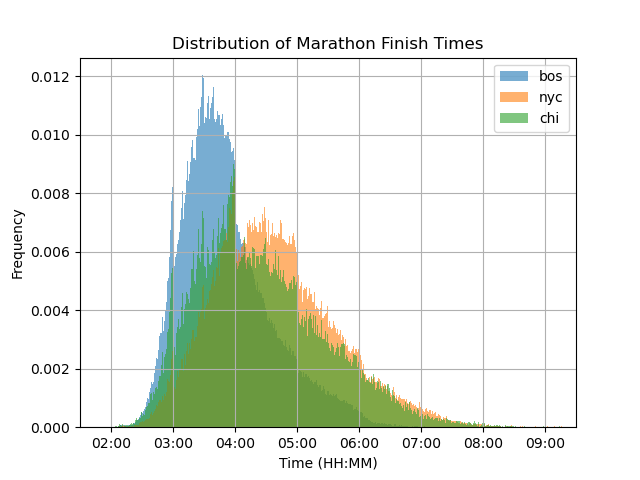 Distribution of Marathon Finish Times
bos
nyc
chi
Frequency
0.012
0.010
0.008
0.006
0.004
0.002
0.000
02:00 03:00 04:00 05:00 06:00 07:00 08:00 09:00
Time (HH:MM)